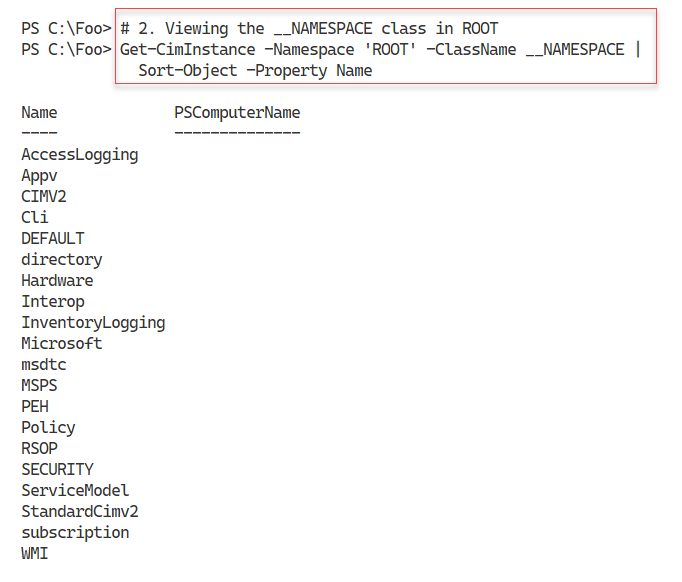 PS C:\Foo> # 2. Viewing the __NAMESPACE class in ROOT
PS C:\Foo> Get-CimInstance -Namespace 'ROOT' -ClassName __NAMESPACE |
Sort-Object -Property Name
Name PSComputerName
---- --------------
AccessLogging
Appv
CIMV2
Cli
DEFAULT
directory
Hardware
Interop
InventoryLogging
Microsoft
msdtc
MSPS
PEH
Policy
RSOP
SECURITY
ServiceModel
StandardCimv2
subscription
WMI